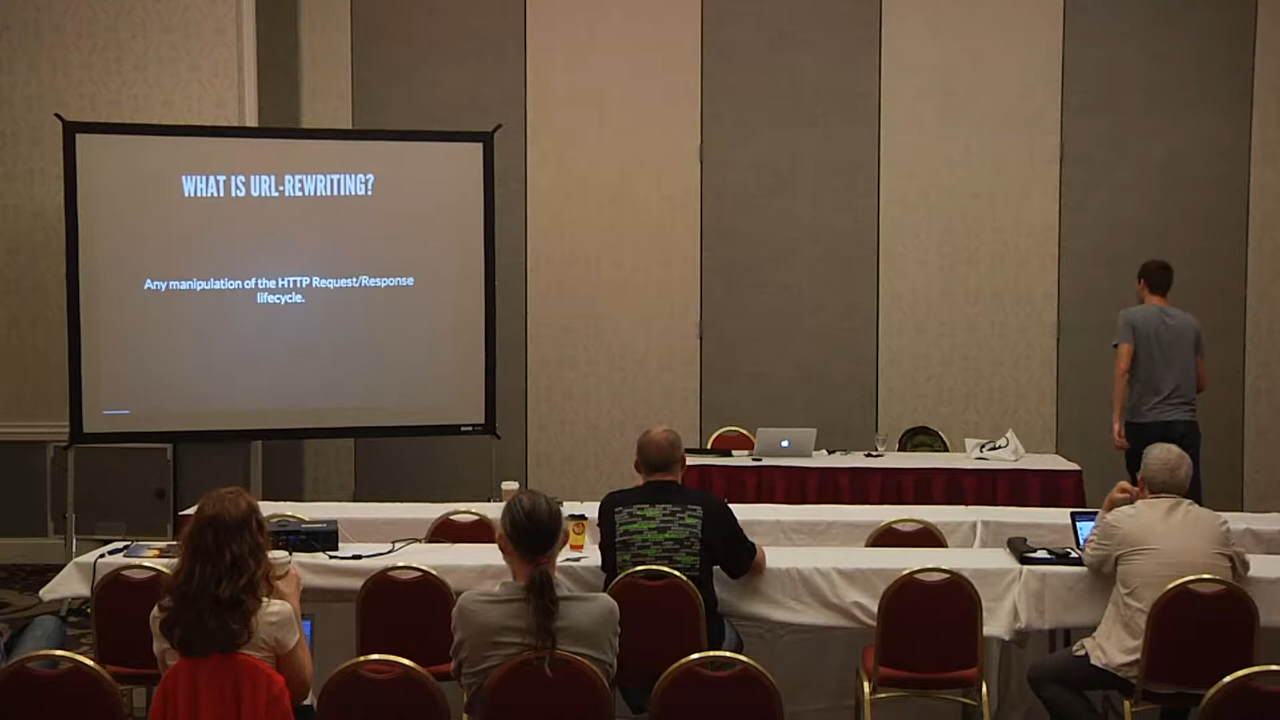 WHAT IS URL-REWRITING?
Any manipulation of the HTTP Request/Response
lifecycle.